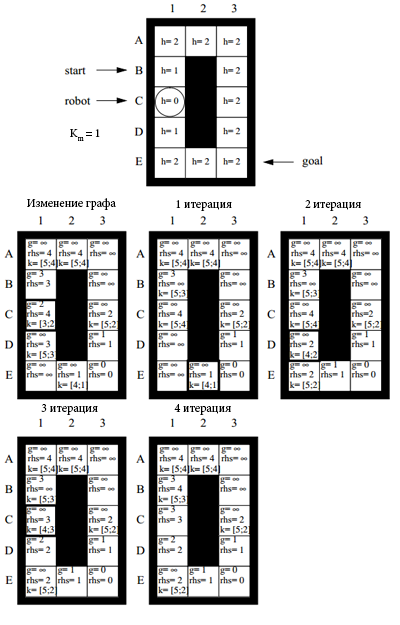 1 2 3
A h= 2 h= 2 h= 2
start B h= 1 h= 2
robot C h= 0 h= 2
Km = 1 D h= 1 h= 2
E h= 2 h= 2 h= 2 goal
Изменение графа
1 2 3
A g= ∞ g= ∞ g= ∞
rhs= 4 rhs= 4 rhs= ∞
k= [5;4] k= [5;4]
B g= 3 g= ∞
rhs= 3 rhs= ∞
C g= 2 g= ∞
rhs= 4 rhs= 2
k= [3;2] k= [5;2]
D g= ∞ g= 1
rhs= 3 rhs= 1
k= [5;3]
E g= ∞ g= ∞ g= 0
rhs= ∞ rhs= 1 rhs= 0
k= [4;1]
1 итерация
1 2 3
A g= ∞ g= ∞ g= ∞
rhs= 4 rhs= 4 rhs= ∞
k= [5;4] k= [5;4]
B g= 3 g= ∞
rhs= ∞ rhs= ∞
k= [5;3]
C g= ∞ g= ∞
rhs= 4 rhs= 2
k= [5;4] k= [5;2]
D g= ∞ g= 1
rhs= ∞ rhs= 1
E g= ∞ g= ∞ g= 0
rhs= ∞ rhs= 1 rhs= 0
k= [4;1]
2 итерация
1 2 3
A g= ∞ g= ∞ g= ∞
rhs= 4 rhs= 4 rhs= ∞
k= [5;4] k= [5;4]
B g= 3 g= ∞
rhs= ∞ rhs= ∞
k= [5;3]
C g= ∞ g= ∞
rhs= 4 rhs=2
k= [5;4] k= [5;2]
D g= ∞ g= 1
rhs= 2 rhs= 1
k= [4;2]
E g= ∞ g= 1 g= 0
rhs= 2 rhs= 1 rhs= 0
k= [5;2]
3 итерация
1 2 3
A g= ∞ g= ∞ g= ∞
rhs= 4 rhs= 4 rhs= ∞
k= [5;4] k= [5;4]
B g= 3 g= ∞
rhs= 4 rhs= ∞
k= [5;3]
C g= ∞ g= ∞
rhs= 3 rhs= 2
k= [4;3] k= [5;2]
D g= 2 g= 1
rhs= 2 rhs= 1
E g= ∞ g= 1 g= 0
rhs= 2 rhs= 1 rhs= 0
k= [5;2]
4 итерация
1 2 3
A g= ∞ g= ∞ g= ∞
rhs= 4 rhs= 4 rhs= ∞
k= [5;4] k= [5;4]
B g= 3 g= ∞
rhs= 4 rhs= ∞
k= [5;3]
C g= 3 g= ∞
rhs= 3 rhs= 2
k= [5;2]
D g= 2 g= 1
rhs= 2 rhs= 1
E g= ∞ g= 1 g= 0
rhs= 2 rhs= 1 rhs= 0
k= [5;2]